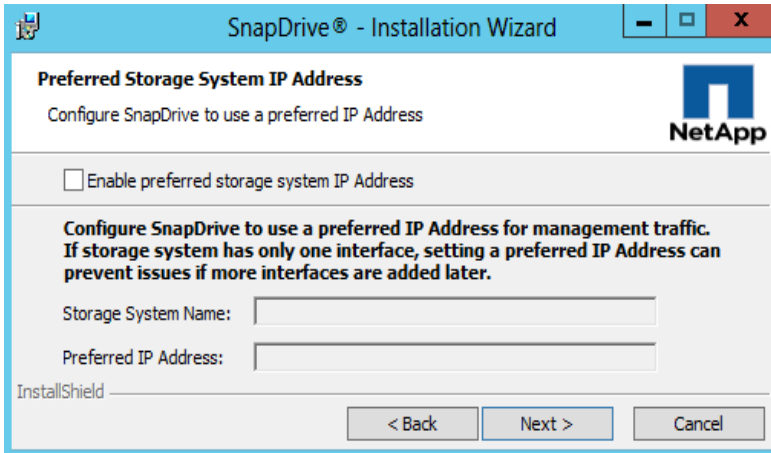 SnapDrive® - Installation Wizard
Preferred Storage System IP Address
Configure SnapDrive to use a preferred IP Address
NetApp
Enable preferred storage system IP Address
Configure SnapDrive to use a preferred IP Address for management traffic.
If storage system has only one interface, setting a preferred IP Address can
prevent issues if more interfaces are added later.
Storage System Name:
Preferred IP Address:
InstallShield
< Back
Next >
Cancel